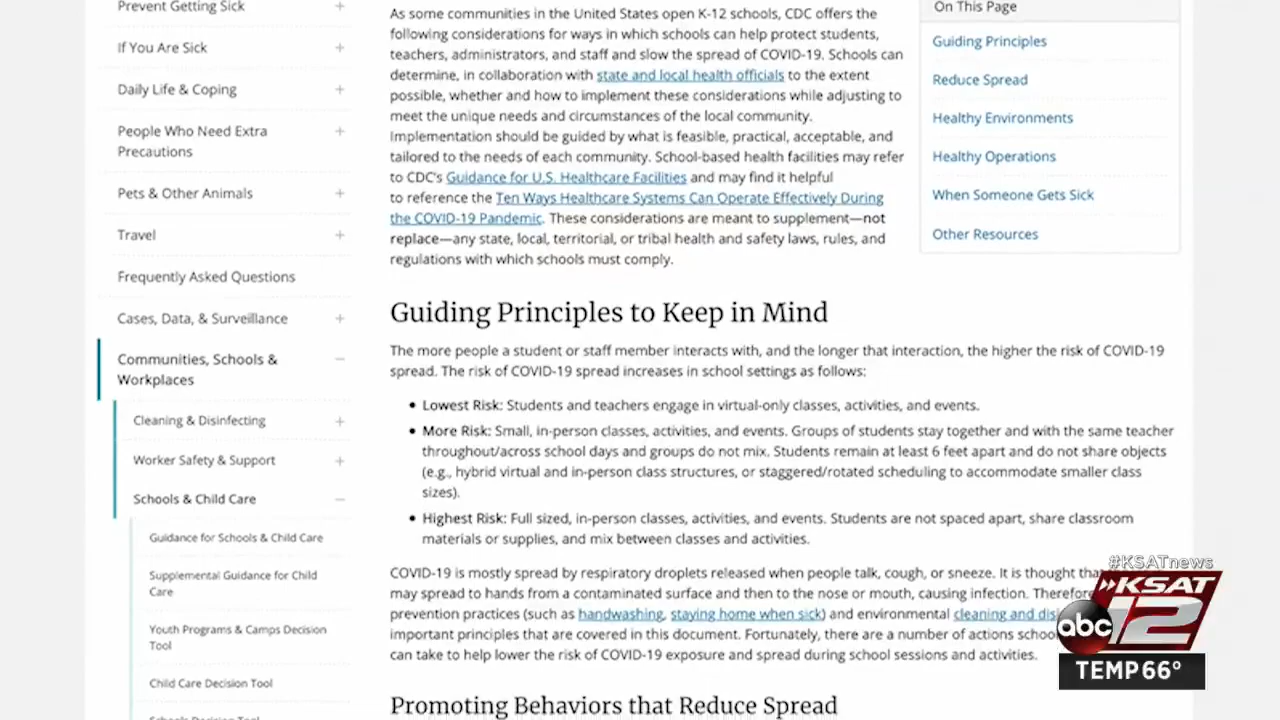 Prevent Getting Sick
If You Are Sick
Daily Life & Coping
People Who Need Extra
Precautions
Pets & Other Animals
Travel
Frequently Asked Questions
Cases, Data, & Surveillance
Communities, Schools &
Workplaces
Cleaning & Disinfecting
Worker Safety & Support
Schools & Child Care
Guidance for Schools & Child Care
Supplemental Guidance for Child
Care
Youth Programs & Camps Decision
Tool
Child Care Decision Tool
As some communities in the United States open K-12 schools, CDC offers the
following considerations for ways in which schools can help protect students,
teachers, administrators, and staff and slow the spread of COVID-19. Schools can
determine, in collaboration with state and local health officials to the extent
possible, whether and how to implement these considerations while adjusting to
meet the unique needs and circumstances of the local community.
Implementation should be guided by what is feasible, practical, acceptable, and
tailored to the needs of each community. School-based health facilities may refer
to CDC's Guidance for U.S. Healthcare Facilities and may find it helpful
to reference the Ten Ways Healthcare Systems Can Operate Effectively During
the COVID-19 Pandemic. These considerations are meant to supplement—not
replace—any state, local, territorial, or tribal health and safety laws, rules, and
regulations with which schools must comply.
On This Page
Guiding Principles
Reduce Spread
Healthy Environments
Healthy Operations
When Someone Gets Sick
Other Resources
Guiding Principles to Keep in Mind
The more people a student or staff member interacts with, and the longer that interaction, the higher the risk of COVID-19
spread. The risk of COVID-19 spread increases in school settings as follows:
• Lowest Risk: Students and teachers engage in virtual-only classes, activities, and events.
• More Risk: Small, in-person classes, activities, and events. Groups of students stay together and with the same teacher
throughout/across school days and groups do not mix. Students remain at least 6 feet apart and do not share objects
(e.g., hybrid virtual and in-person class structures, or staggered/rotated scheduling to accommodate smaller class
sizes).
• Highest Risk: Full sized, in-person classes, activities, and events. Students are not spaced apart, share classroom
materials or supplies, and mix between classes and activities.
COVID-19 is mostly spread by respiratory droplets released when people talk, cough, or sneeze. It is thought tha
may spread to hands from a contaminated surface and then to the nose or mouth, causing infection. Therefore
prevention practices (such as handwashing, staying home when sick) and environmental cleaning and dis
important principles that are covered in this document. Fortunately, there are a number of actions schoo
can take to help lower the risk of COVID-19 exposure and spread during school sessions and activities.
Promoting Behaviors that Reduce Spread
#KSATnews
KSAT
abc 12
TEMP 66°